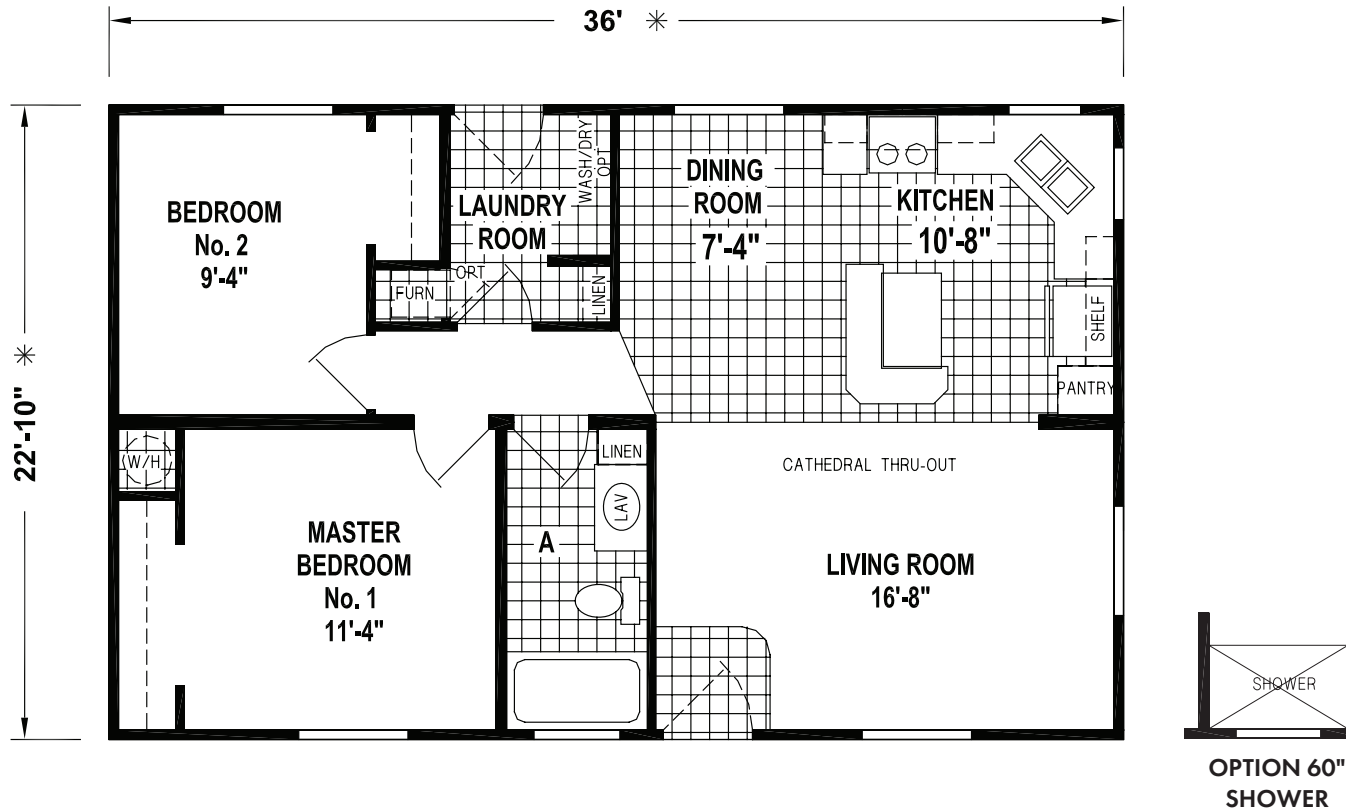 36' ✳
22'-10" ✳
BEDROOM
No. 2
9'-4"
LAUNDRY
ROOM
WASH/DRY
OPT
DINING
ROOM
7'-4"
KITCHEN
10'-8"
FURN
OPT
LINEN
SHELF
PANTRY
W/H
MASTER
BEDROOM
No. 1
11'-4"
LINEN
LAV
A
CATHEDRAL THRU-OUT
LIVING ROOM
16'-8"
SHOWER
OPTION 60"
SHOWER